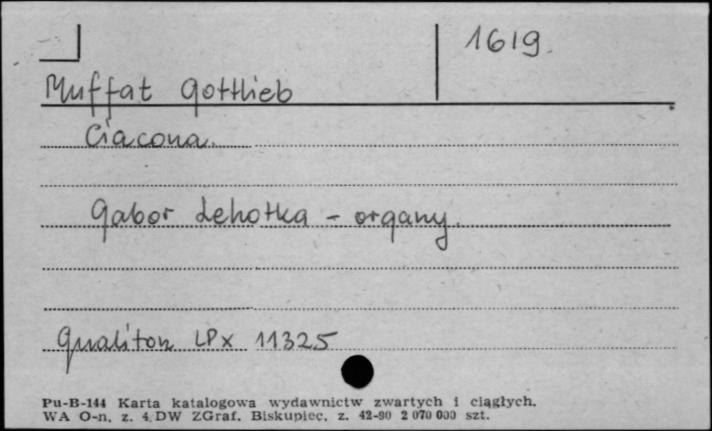 1619.
Muffat Gottlieb
Ciacona.
Gabor Lehotka - organy.
Qualiton LPX 11325
Pu-B-144 Karta katalogowa wydawnictw zwartych i ciągłych.
WA O-n. z. 4 DW ZGraf. Biskupiec. z. 42-80 2 070 000 szt.